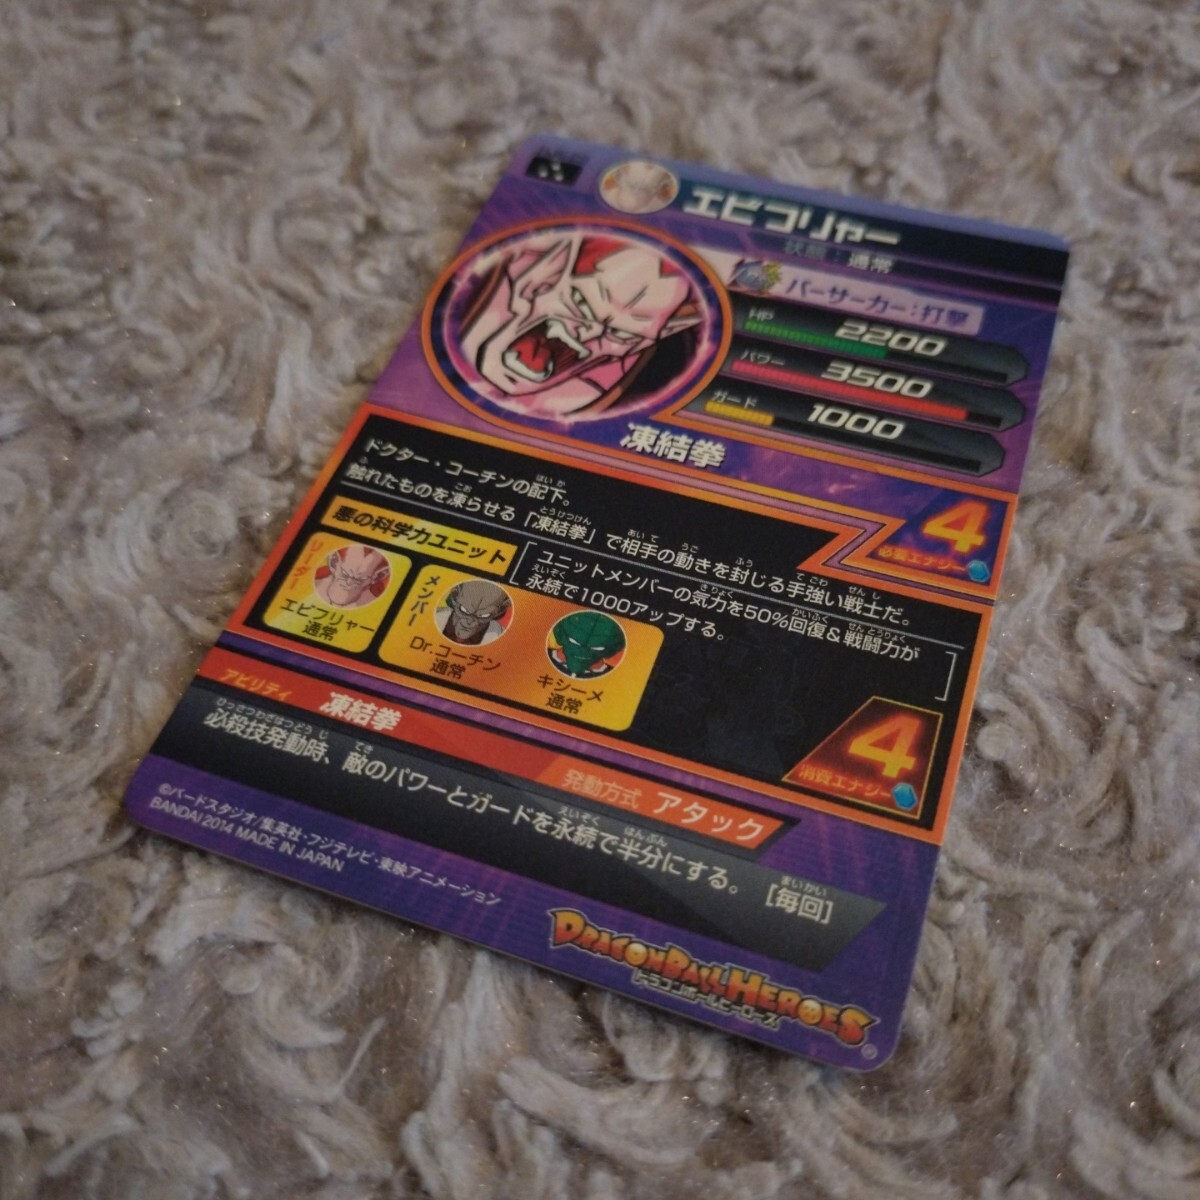 エビフリャー
状態：通常
バーサーカー：打撃
HP 2200
パワー 3500
ガード 1000
凍結拳
4
必要エナジー
ドクター・コーチンの配下。
触れたものを凍らせる「凍結拳」で相手の動きを封じる手強い戦士だ。
悪の科学力ユニット
ユニットメンバーの気力を50%回復&戦闘力が
永続で1000アップする。
リーダー
エビフリャー
通常
メンバー
Dr.コーチン
通常
キシーメ
通常
4
消費エナジー
アビリティ 凍結拳
発動方式 アタック
必殺技発動時、敵のパワーとガードを永続で半分にする。 [毎回]
©バードスタジオ/集英社・フジテレビ・東映アニメーション
BANDAI 2014 MADE IN JAPAN
DRAGONBALL HEROES
ドラゴンボールヒーローズ